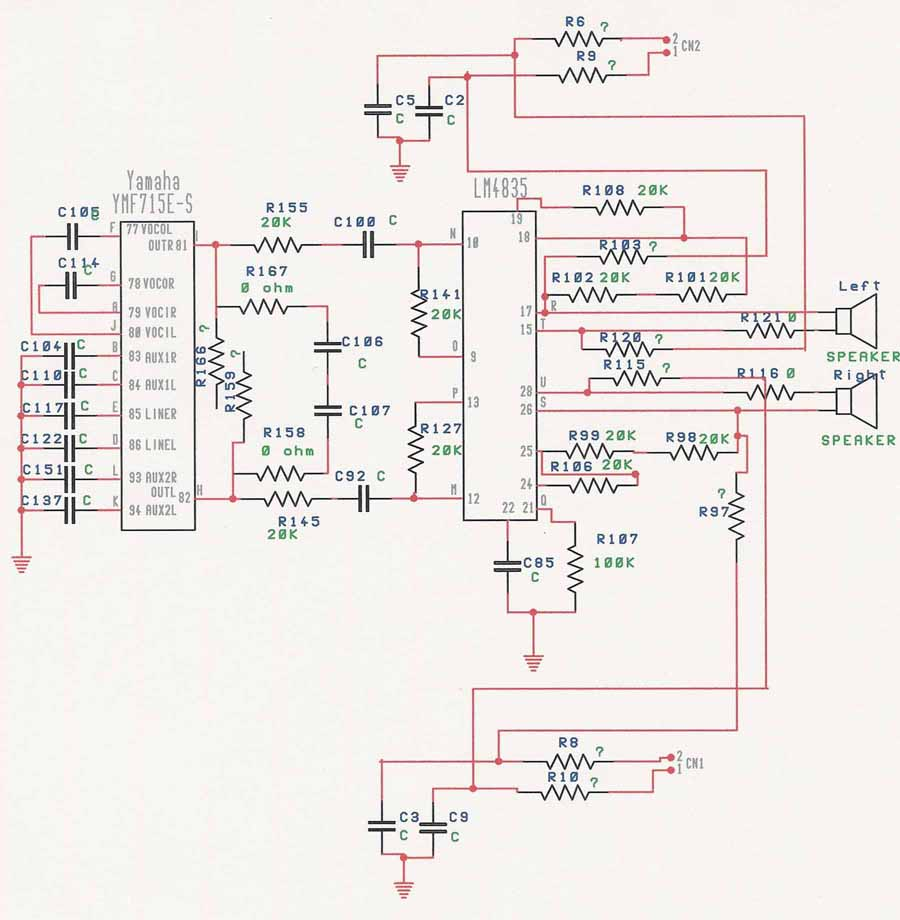 R6 ?
2
1
CN2
R9 ?
C5
C
C2
C
Yamaha
YMF715E-S
LM4835
C105
C
F
77 VOCOL
OUTR 81
I
R155
20K
C100 C
N
10
19
18
R108 20K
C114
C
G
78 VOCOR
R167
0 ohm
R103 ?
R102 20K
R101 20K
79 VOCIR
J
80 VOCIL
R141
20K
17
R
15
T
R121 0
Left
SPEAKER
R120 ?
C104 C
B
83 AUX1R
R166
?
R159
?
C106
C
O
9
R115 ?
R116 0
Right
SPEAKER
C110 C
C
84 AUX1L
P
13
28
U
26
S
C117 C
E
85 LINER
C107
C
R127
20K
C122 C
D
86 LINEL
R158
0 ohm
25
R99 20K
R98 20K
C151 C
L
93 AUX2R
OUTL 82
H
C92 C
M
12
24
R106 20K
C137 C
K
94 AUX2L
R145
20K
22
21
Q
?
R97
C85
C
R107
100K
R8 ?
2
1
CN1
R10 ?
C3
C
C9
C